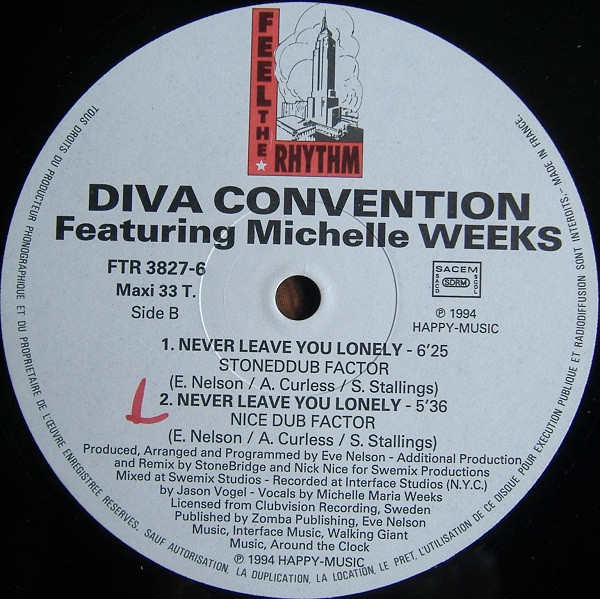 FEEL THE
RHYTHM
DIVA CONVENTION
Featuring Michelle WEEKS
FTR 3827-6
Maxi 33 T.
Side B
SACEM
SACD
SDRM
SGDL
℗ 1994
HAPPY-MUSIC
1. NEVER LEAVE YOU LONELY - 6'25
STONEDDUB FACTOR
(E. Nelson / A. Curless / S. Stallings)
2. NEVER LEAVE YOU LONELY - 5'36
NICE DUB FACTOR
(E. Nelson / A. Curless / S. Stallings)
Produced, Arranged and Programmed by Eve Nelson - Additional Production
and Remix by StoneBridge and Nick Nice for Swemix Productions
Mixed at Swemix Studios - Recorded at Interface Studios (N.Y.C.)
by Jason Vogel - Vocals by Michelle Maria Weeks
Licensed from Clubvision Recording, Sweden
Published by Zomba Publishing, Eve Nelson
Music, Interface Music, Walking Giant
Music, Around the Clock
℗ 1994 HAPPY-MUSIC
TOUS DROITS DU PRODUCTEUR PHONOGRAPHIQUE ET DU PROPRIETAIRE DE L'ŒUVRE ENREGISTREE RESERVES. SAUF AUTORISATION, LA DUPLICATION, LA LOCATION, LE PRET, L'UTILISATION DE CE DISQUE POUR EXECUTION PUBLIQUE ET RADIODIFFUSION SONT INTERDITS. - MADE IN FRANCE.